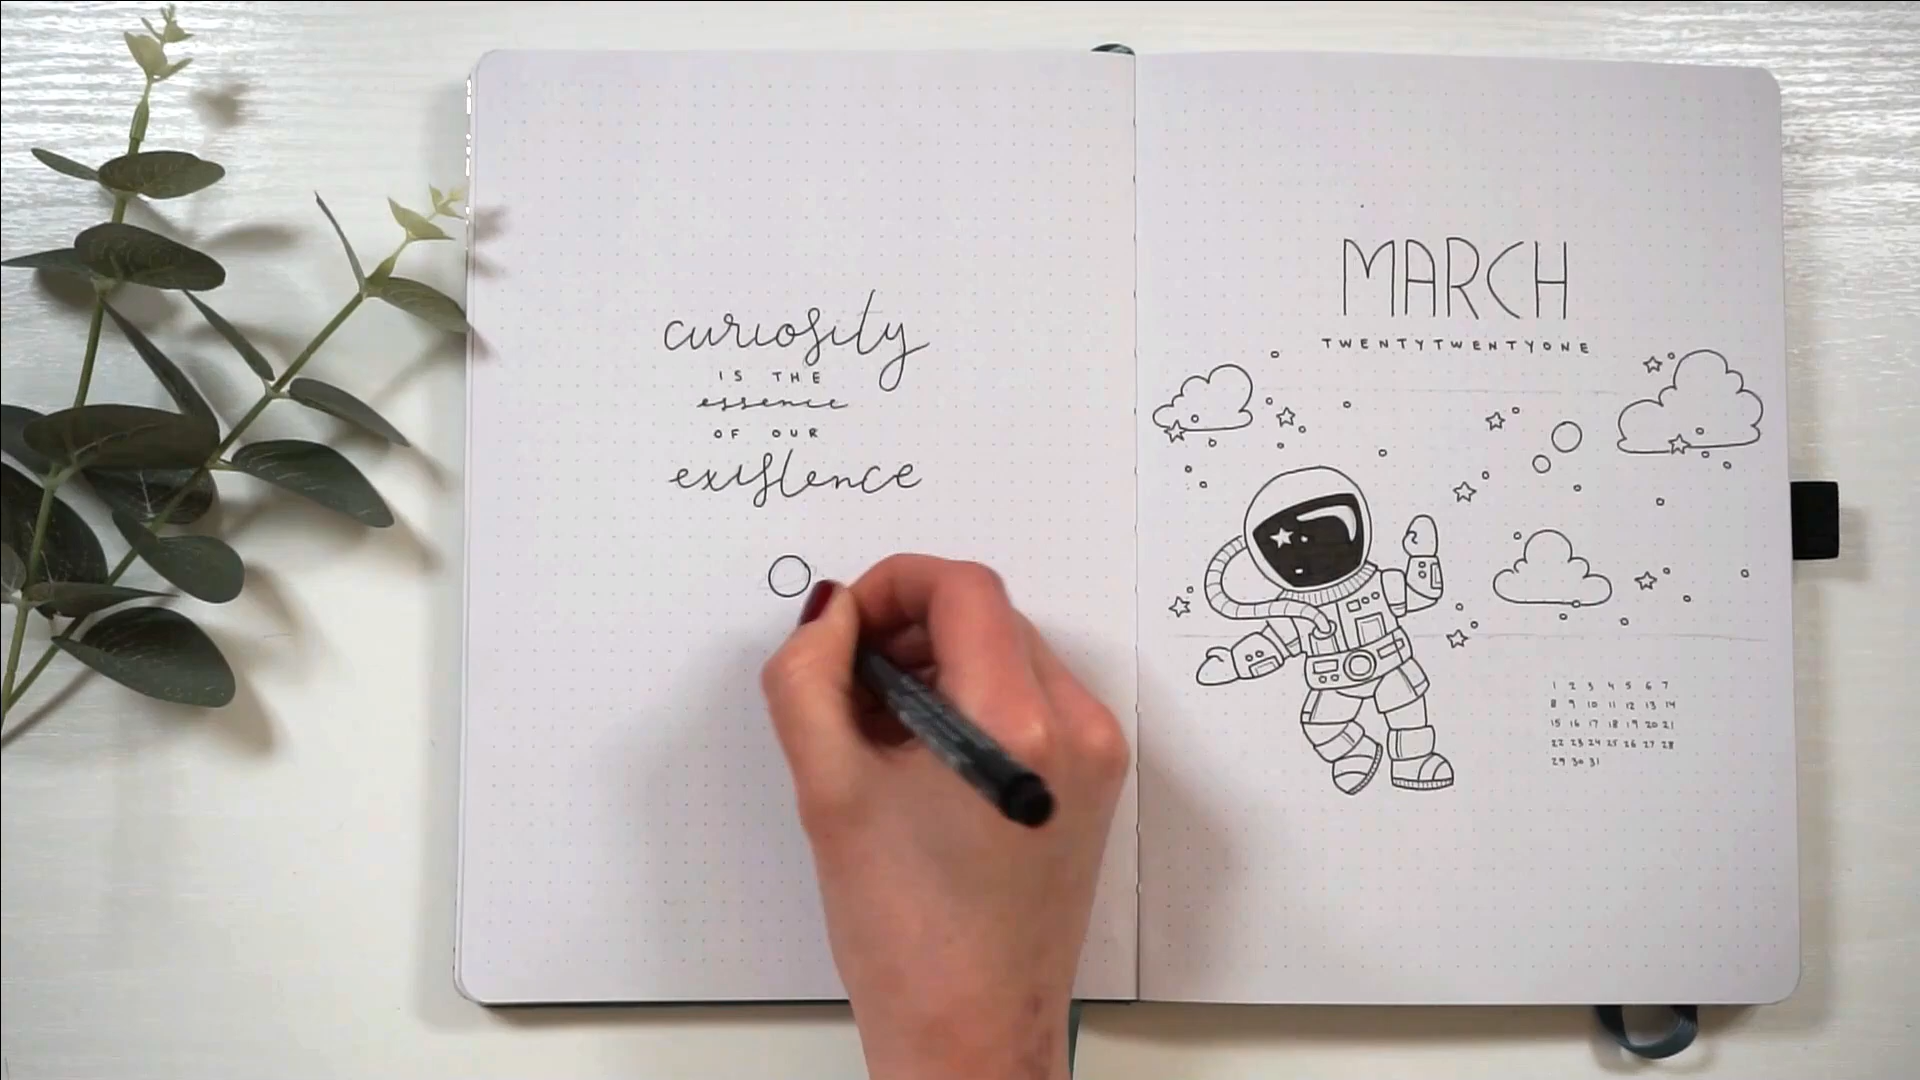 curiosity
IS THE
essence
OF OUR
existence
MARCH
TWENTYTWENTYONE
1 2 3 4 5 6 7
8 9 10 11 12 13 14
15 16 17 18 19 20 21
22 23 24 25 26 27 28
29 30 31